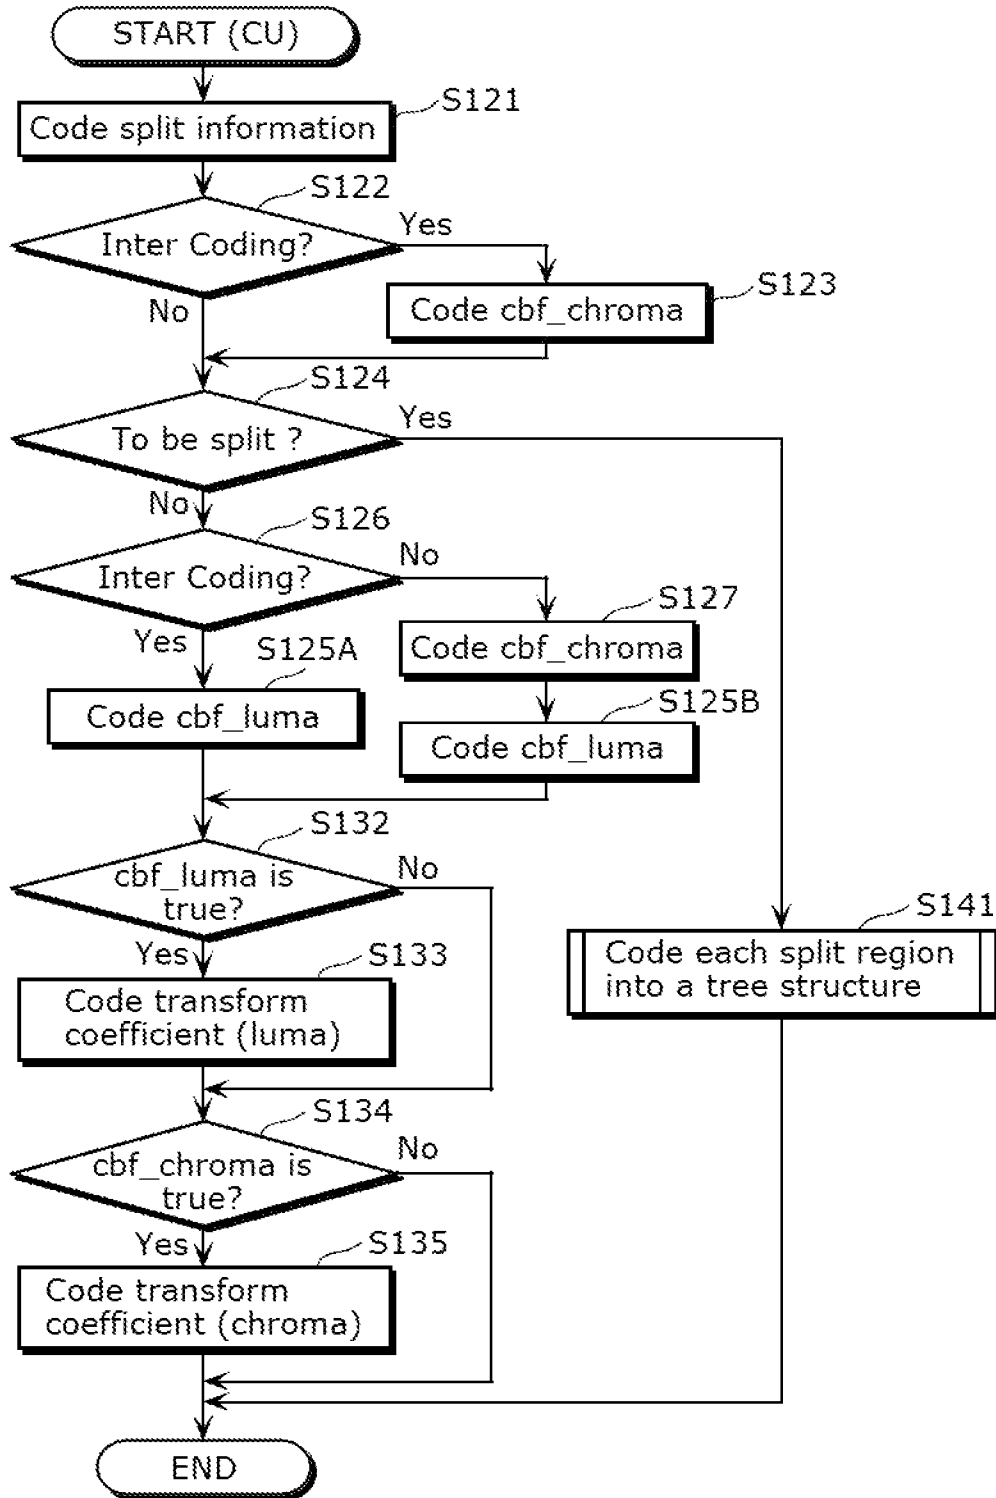 START (CU)
S121
Code split information
S122
Inter Coding?
Yes
No
S123
Code cbf_chroma
S124
To be split ?
Yes
No
S126
Inter Coding?
No
Yes
S127
Code cbf_chroma
S125A
Code cbf_luma
S125B
Code cbf_luma
S132
cbf_luma is
true?
No
Yes
S141
Code each split region
into a tree structure
S133
Code transform
coefficient (luma)
S134
cbf_chroma is
true?
No
Yes
S135
Code transform
coefficient (chroma)
END